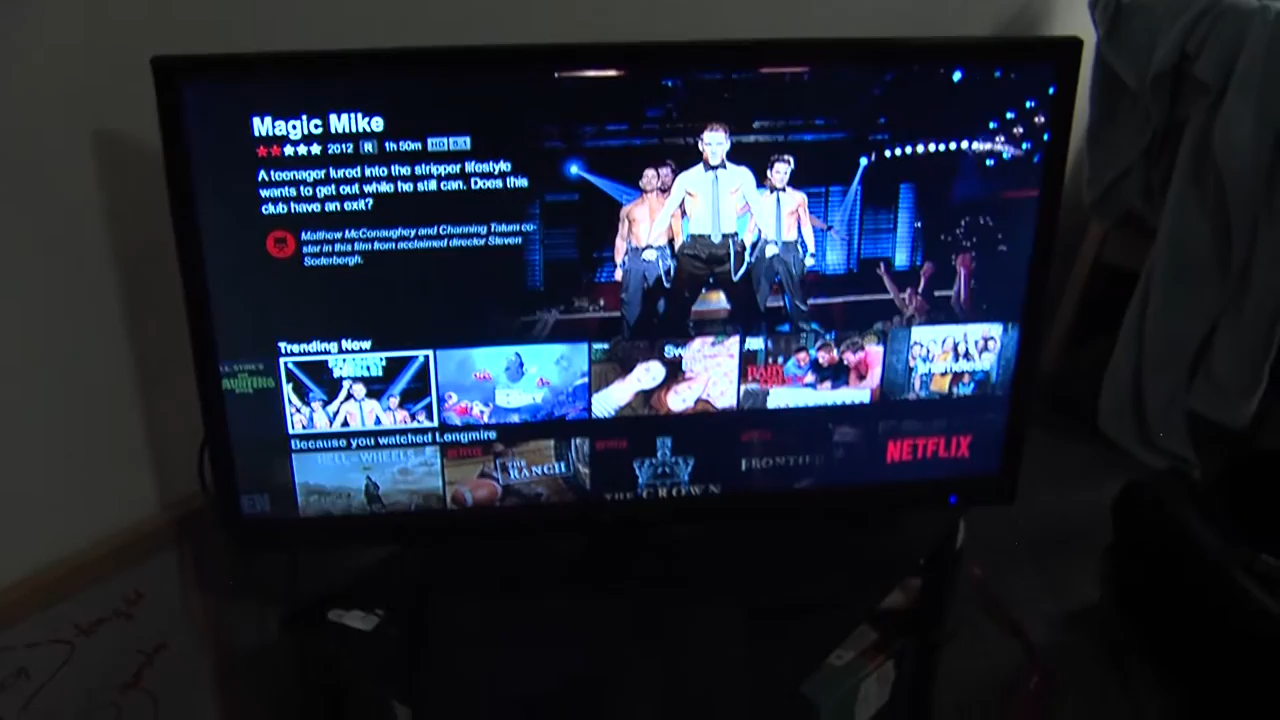 Magic Mike
2012 R 1h 50m HD 5.1
A teenager lured into the stripper lifestyle
wants to get out while he still can. Does this
club have an exit?
Matthew McConaughey and Channing Tatum co-
star in this film from acclaimed director Steven
Soderbergh.
Trending Now
shameless
Because you watched Longmire
HELL ON WHEELS
THE
RANCH
THE CROWN
NETFLIX